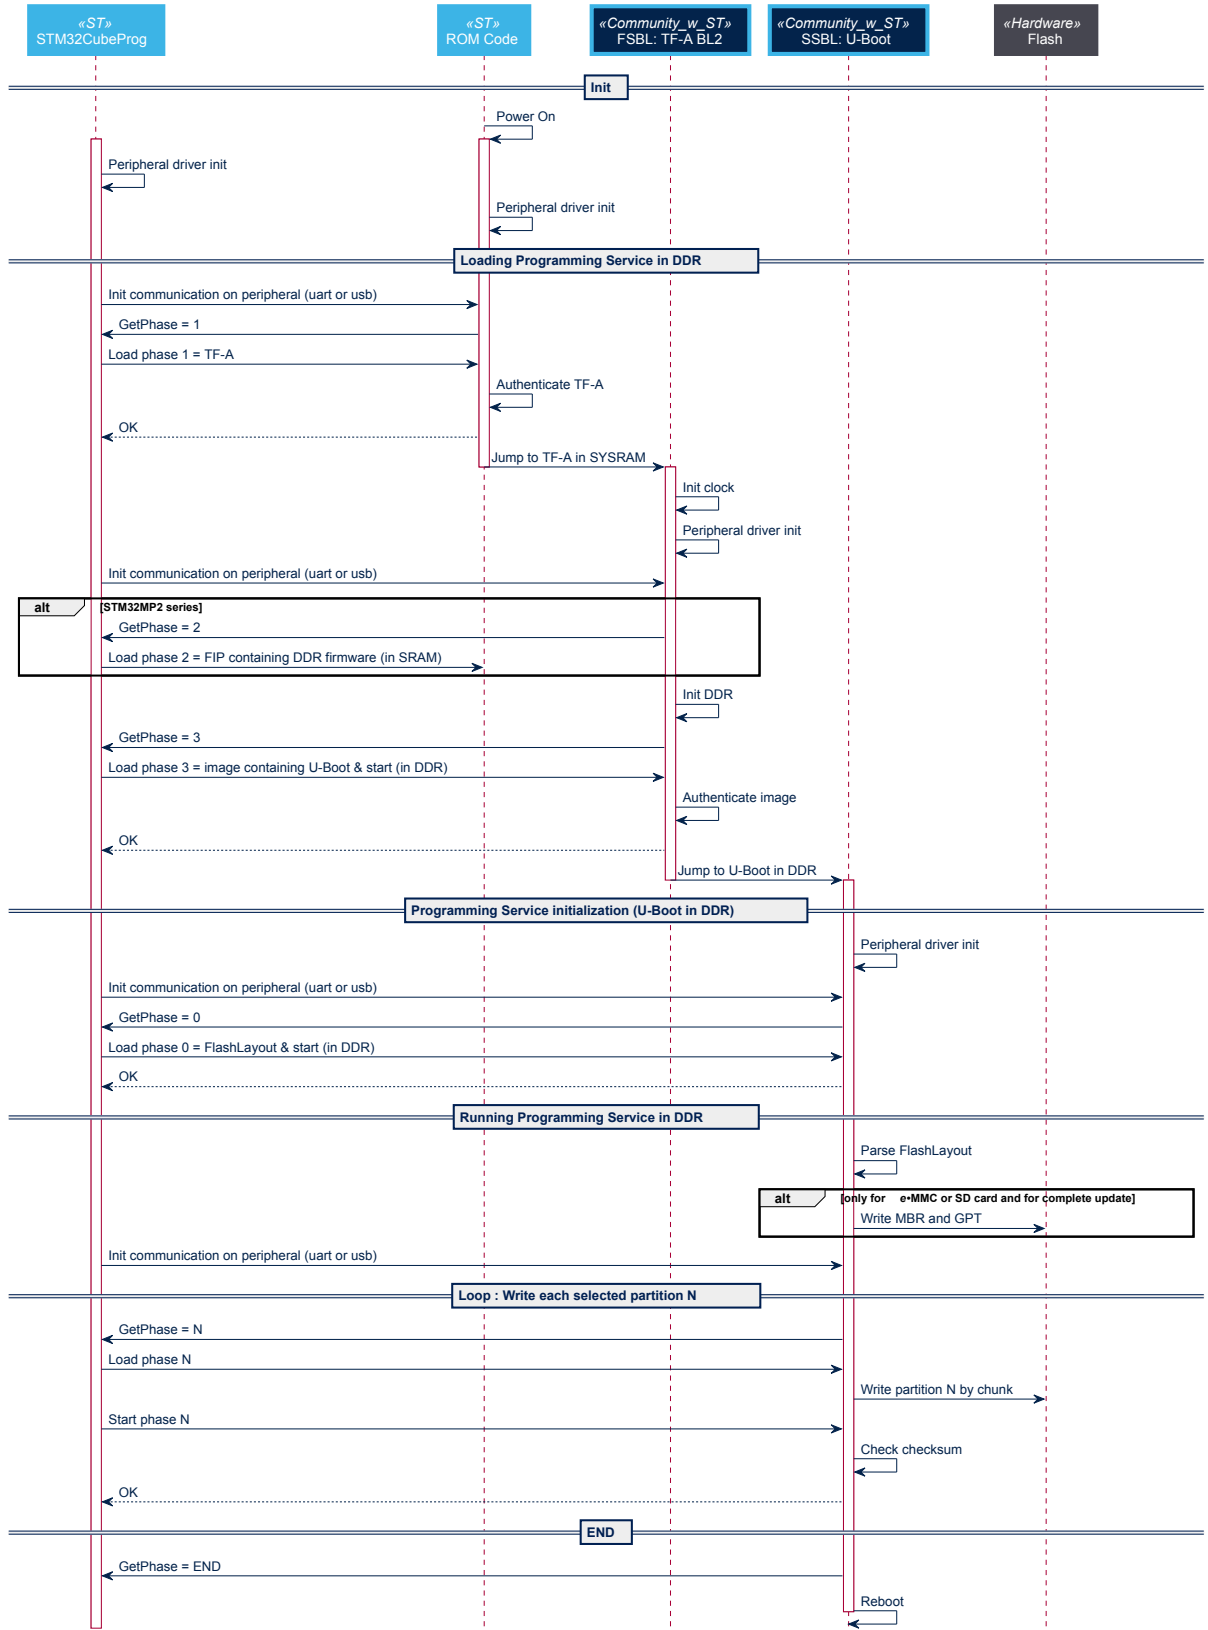 «ST»
STM32CubeProg
«ST»
ROM Code
«Community_w_ST»
FSBL: TF-A BL2
«Community_w_ST»
SSBL: U-Boot
«Hardware»
Flash
Init
Power On
Peripheral driver init
Peripheral driver init
Loading Programming Service in DDR
Init communication on peripheral (uart or usb)
GetPhase = 1
Load phase 1 = TF-A
Authenticate TF-A
OK
Jump to TF-A in SYSRAM
Init clock
Peripheral driver init
Init communication on peripheral (uart or usb)
alt [STM32MP2 series]
GetPhase = 2
Load phase 2 = FIP containing DDR firmware (in SRAM)
Init DDR
GetPhase = 3
Load phase 3 = image containing U-Boot & start (in DDR)
Authenticate image
OK
Jump to U-Boot in DDR
Programming Service initialization (U-Boot in DDR)
Peripheral driver init
Init communication on peripheral (uart or usb)
GetPhase = 0
Load phase 0 = FlashLayout & start (in DDR)
OK
Running Programming Service in DDR
Parse FlashLayout
alt [only for e•MMC or SD card and for complete update]
Write MBR and GPT
Init communication on peripheral (uart or usb)
Loop : Write each selected partition N
GetPhase = N
Load phase N
Write partition N by chunk
Start phase N
Check checksum
OK
END
GetPhase = END
Reboot